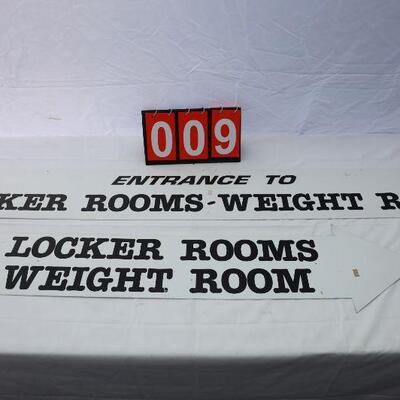 009
ENTRANCE TO
KER ROOMS-WEIGHT R
LOCKER ROOMS
WEIGHT ROOM